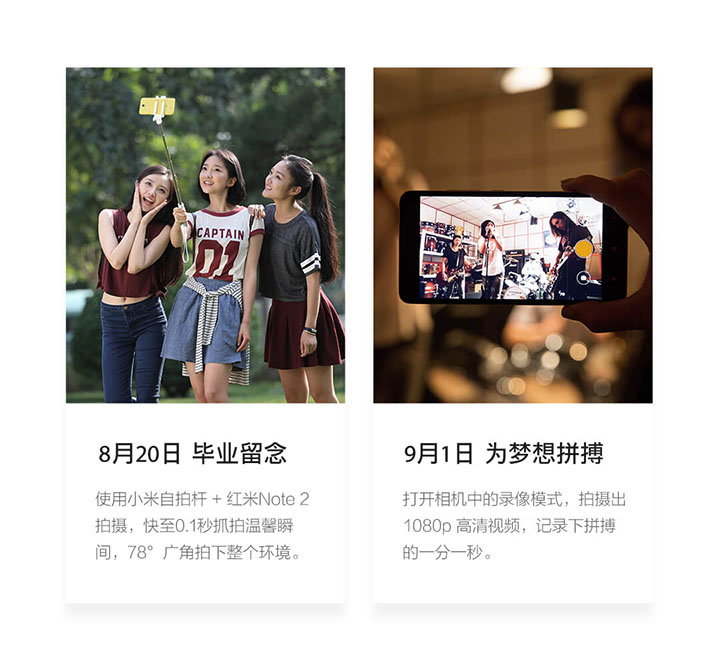 CAPTAIN
01
8月20日 毕业留念
使用小米自拍杆 + 红米Note 2
拍摄，快至0.1秒抓拍温馨瞬
间，78°广角拍下整个环境。
9月1日 为梦想拼搏
打开相机中的录像模式，拍摄出
1080p 高清视频，记录下拼搏
的一分一秒。